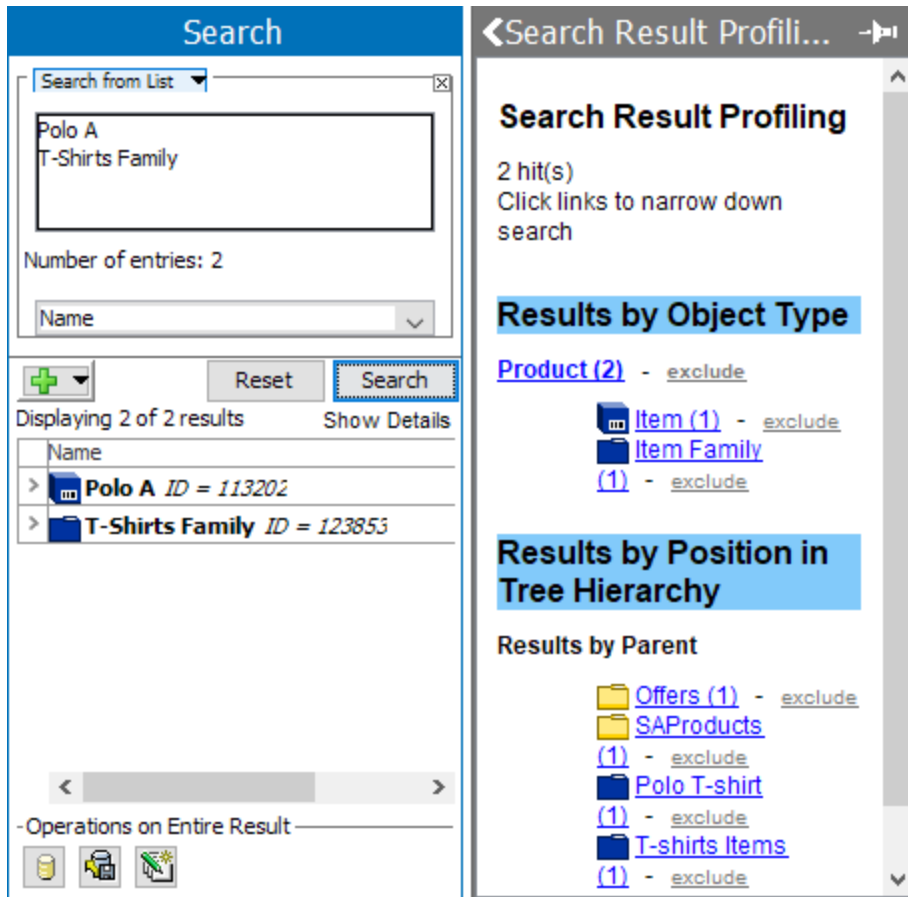 Search
Search from List
Polo A
T-Shirts Family
Number of entries: 2
Name
Reset
Search
Displaying 2 of 2 results
Show Details
Name
Polo A ID = 113202
T-Shirts Family ID = 123853
Operations on Entire Result
Search Result Profili...
Search Result Profiling
2 hit(s)
Click links to narrow down
search
Results by Object Type
Product (2) - exclude
Item (1) - exclude
Item Family
(1) - exclude
Results by Position in
Tree Hierarchy
Results by Parent
Offers (1) - exclude
SAProducts
(1) - exclude
Polo T-shirt
(1) - exclude
T-shirts Items
(1) - exclude